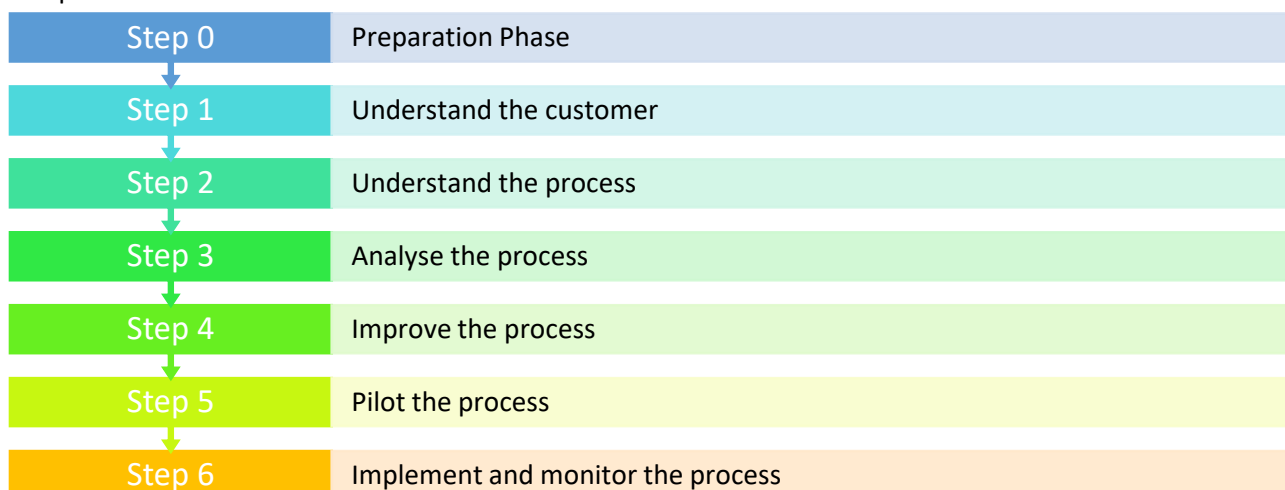 Step 0 Preparation Phase
Step 1 Understand the customer
Step 2 Understand the process
Step 3 Analyse the process
Step 4 Improve the process
Step 5 Pilot the process
Step 6 Implement and monitor the process